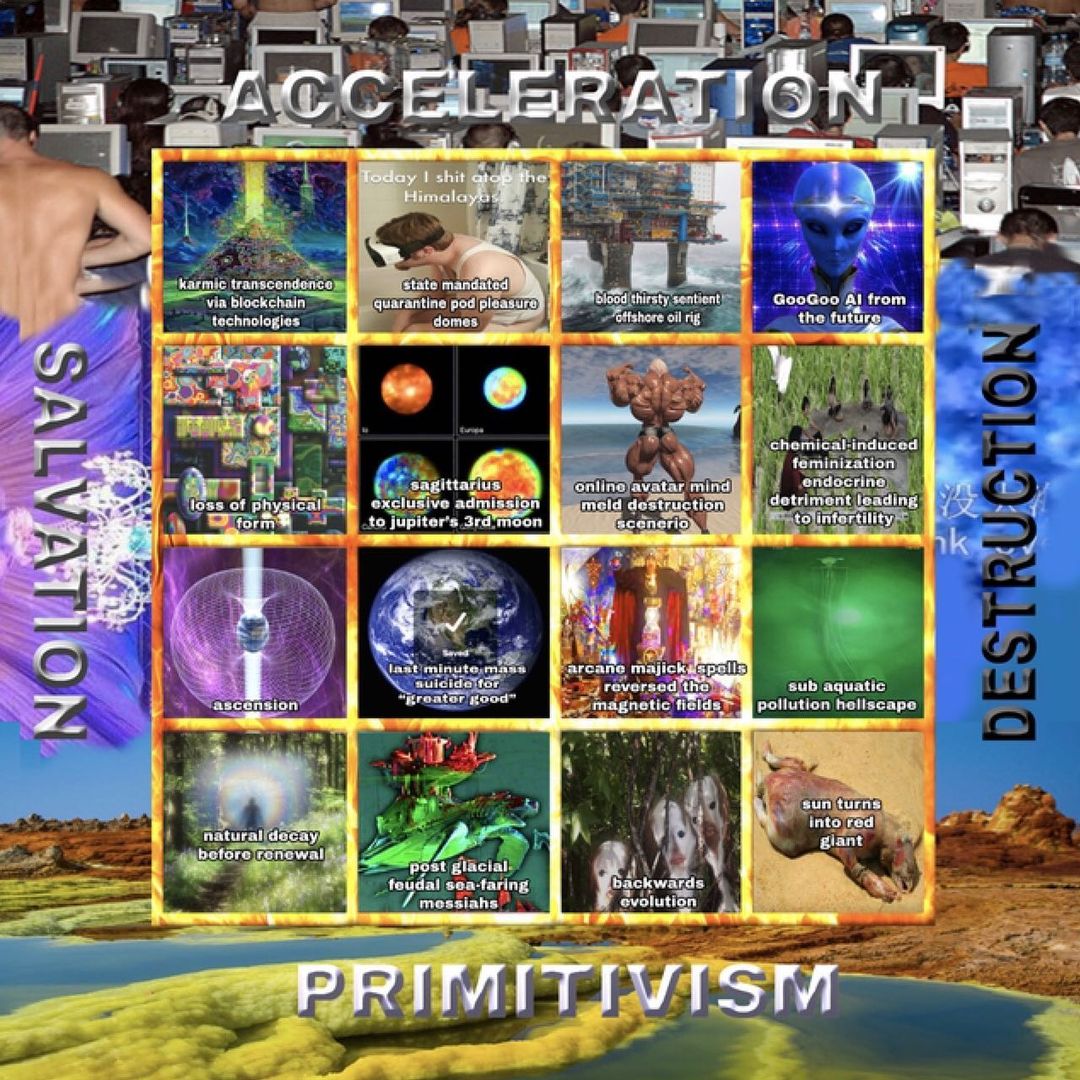 ACCELERATION
Today I shit atop the
Himalayas
karmic transcendence
via blockchain
technologies
state mandated
quarantine pod pleasure
domes
blood thirsty sentient
offshore oil rig
GooGoo AI from
the future
SALVATION
DESTRUCTION
loss of physical
form
Io
Europa
sagittarius
exclusive admission
to jupiter's 3rd moon
online avatar mind
meld destruction
scenerio
chemical-induced
feminization
endocrine
detriment leading
to infertility
没
nk
ascension
Saved
last minute mass
suicide for
“greater good”
arcane majick spells
reversed the
magnetic fields
sub aquatic
pollution hellscape
natural decay
before renewal
post glacial
feudal sea-faring
messiahs
backwards
evolution
sun turns
into red
giant
PRIMITIVISM